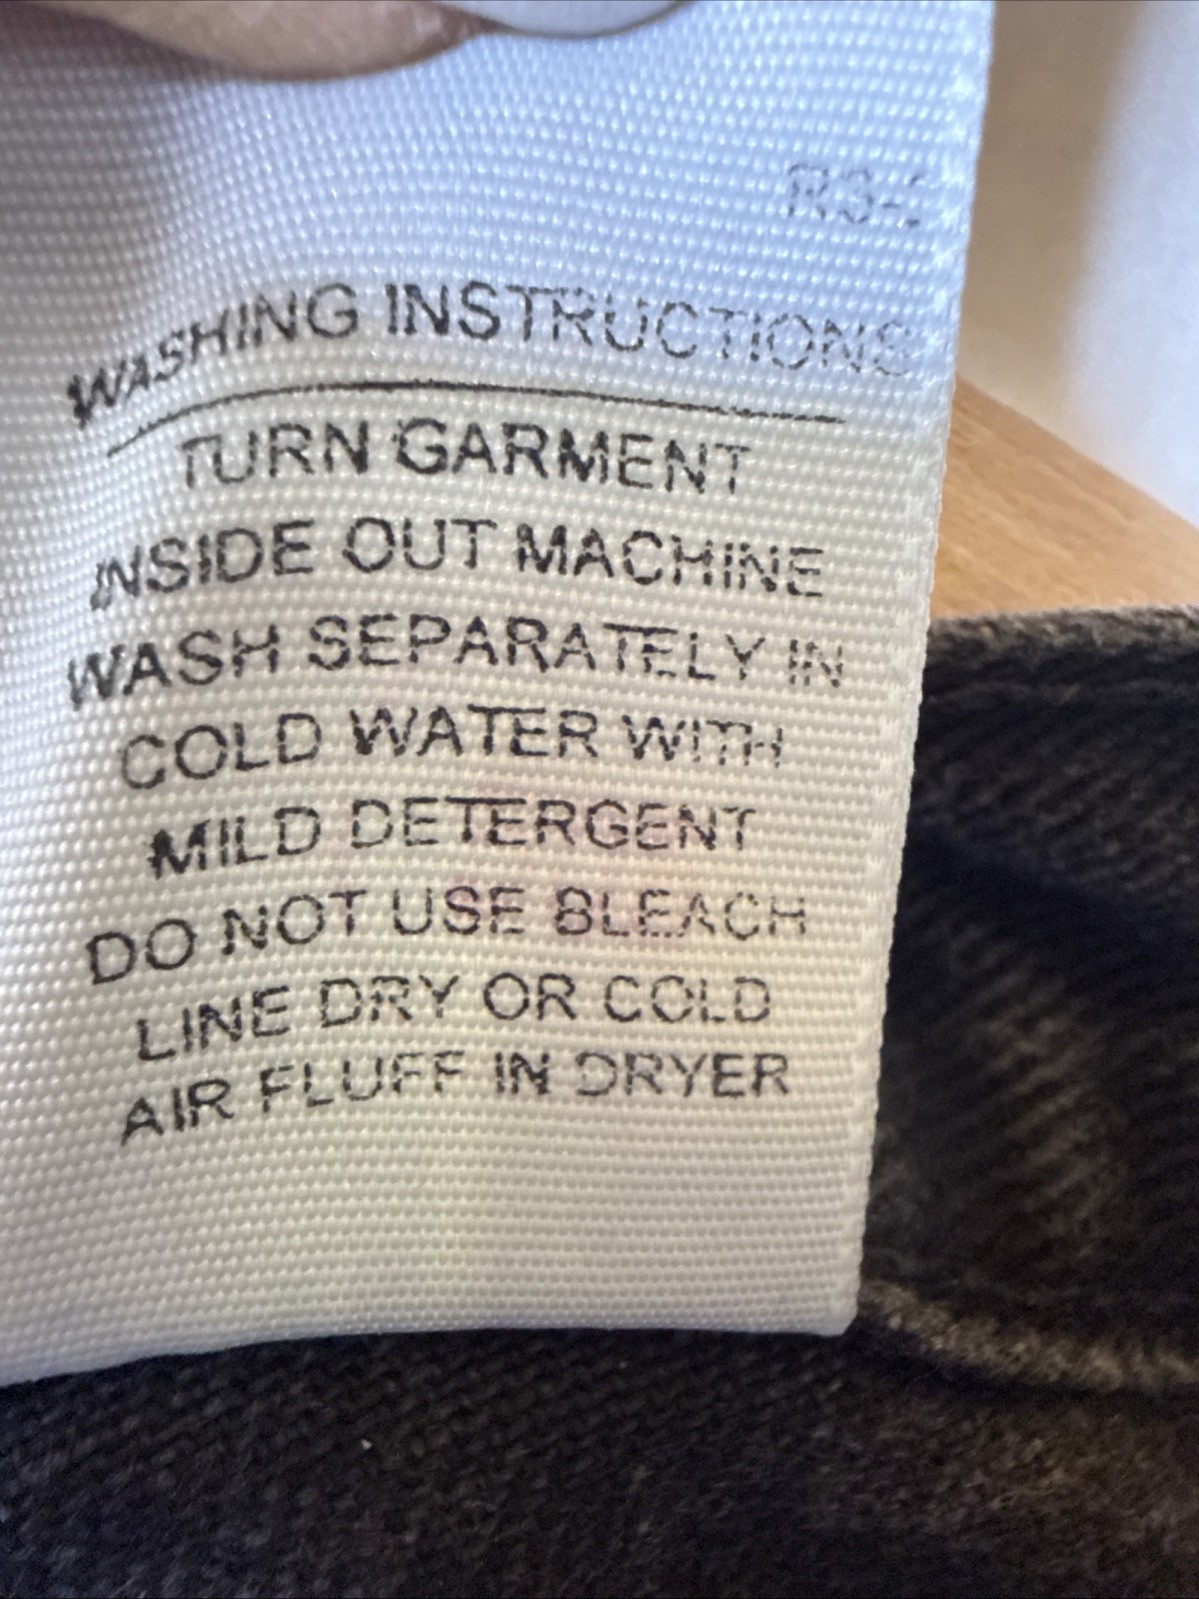 WASHING INSTRUCTIONS
TURN GARMENT
INSIDE OUT MACHINE
WASH SEPARATELY IN
COLD WATER WITH
MILD DETERGENT
DO NOT USE BLEACH
LINE DRY OR COLD
AIR FLUFF IN DRYER